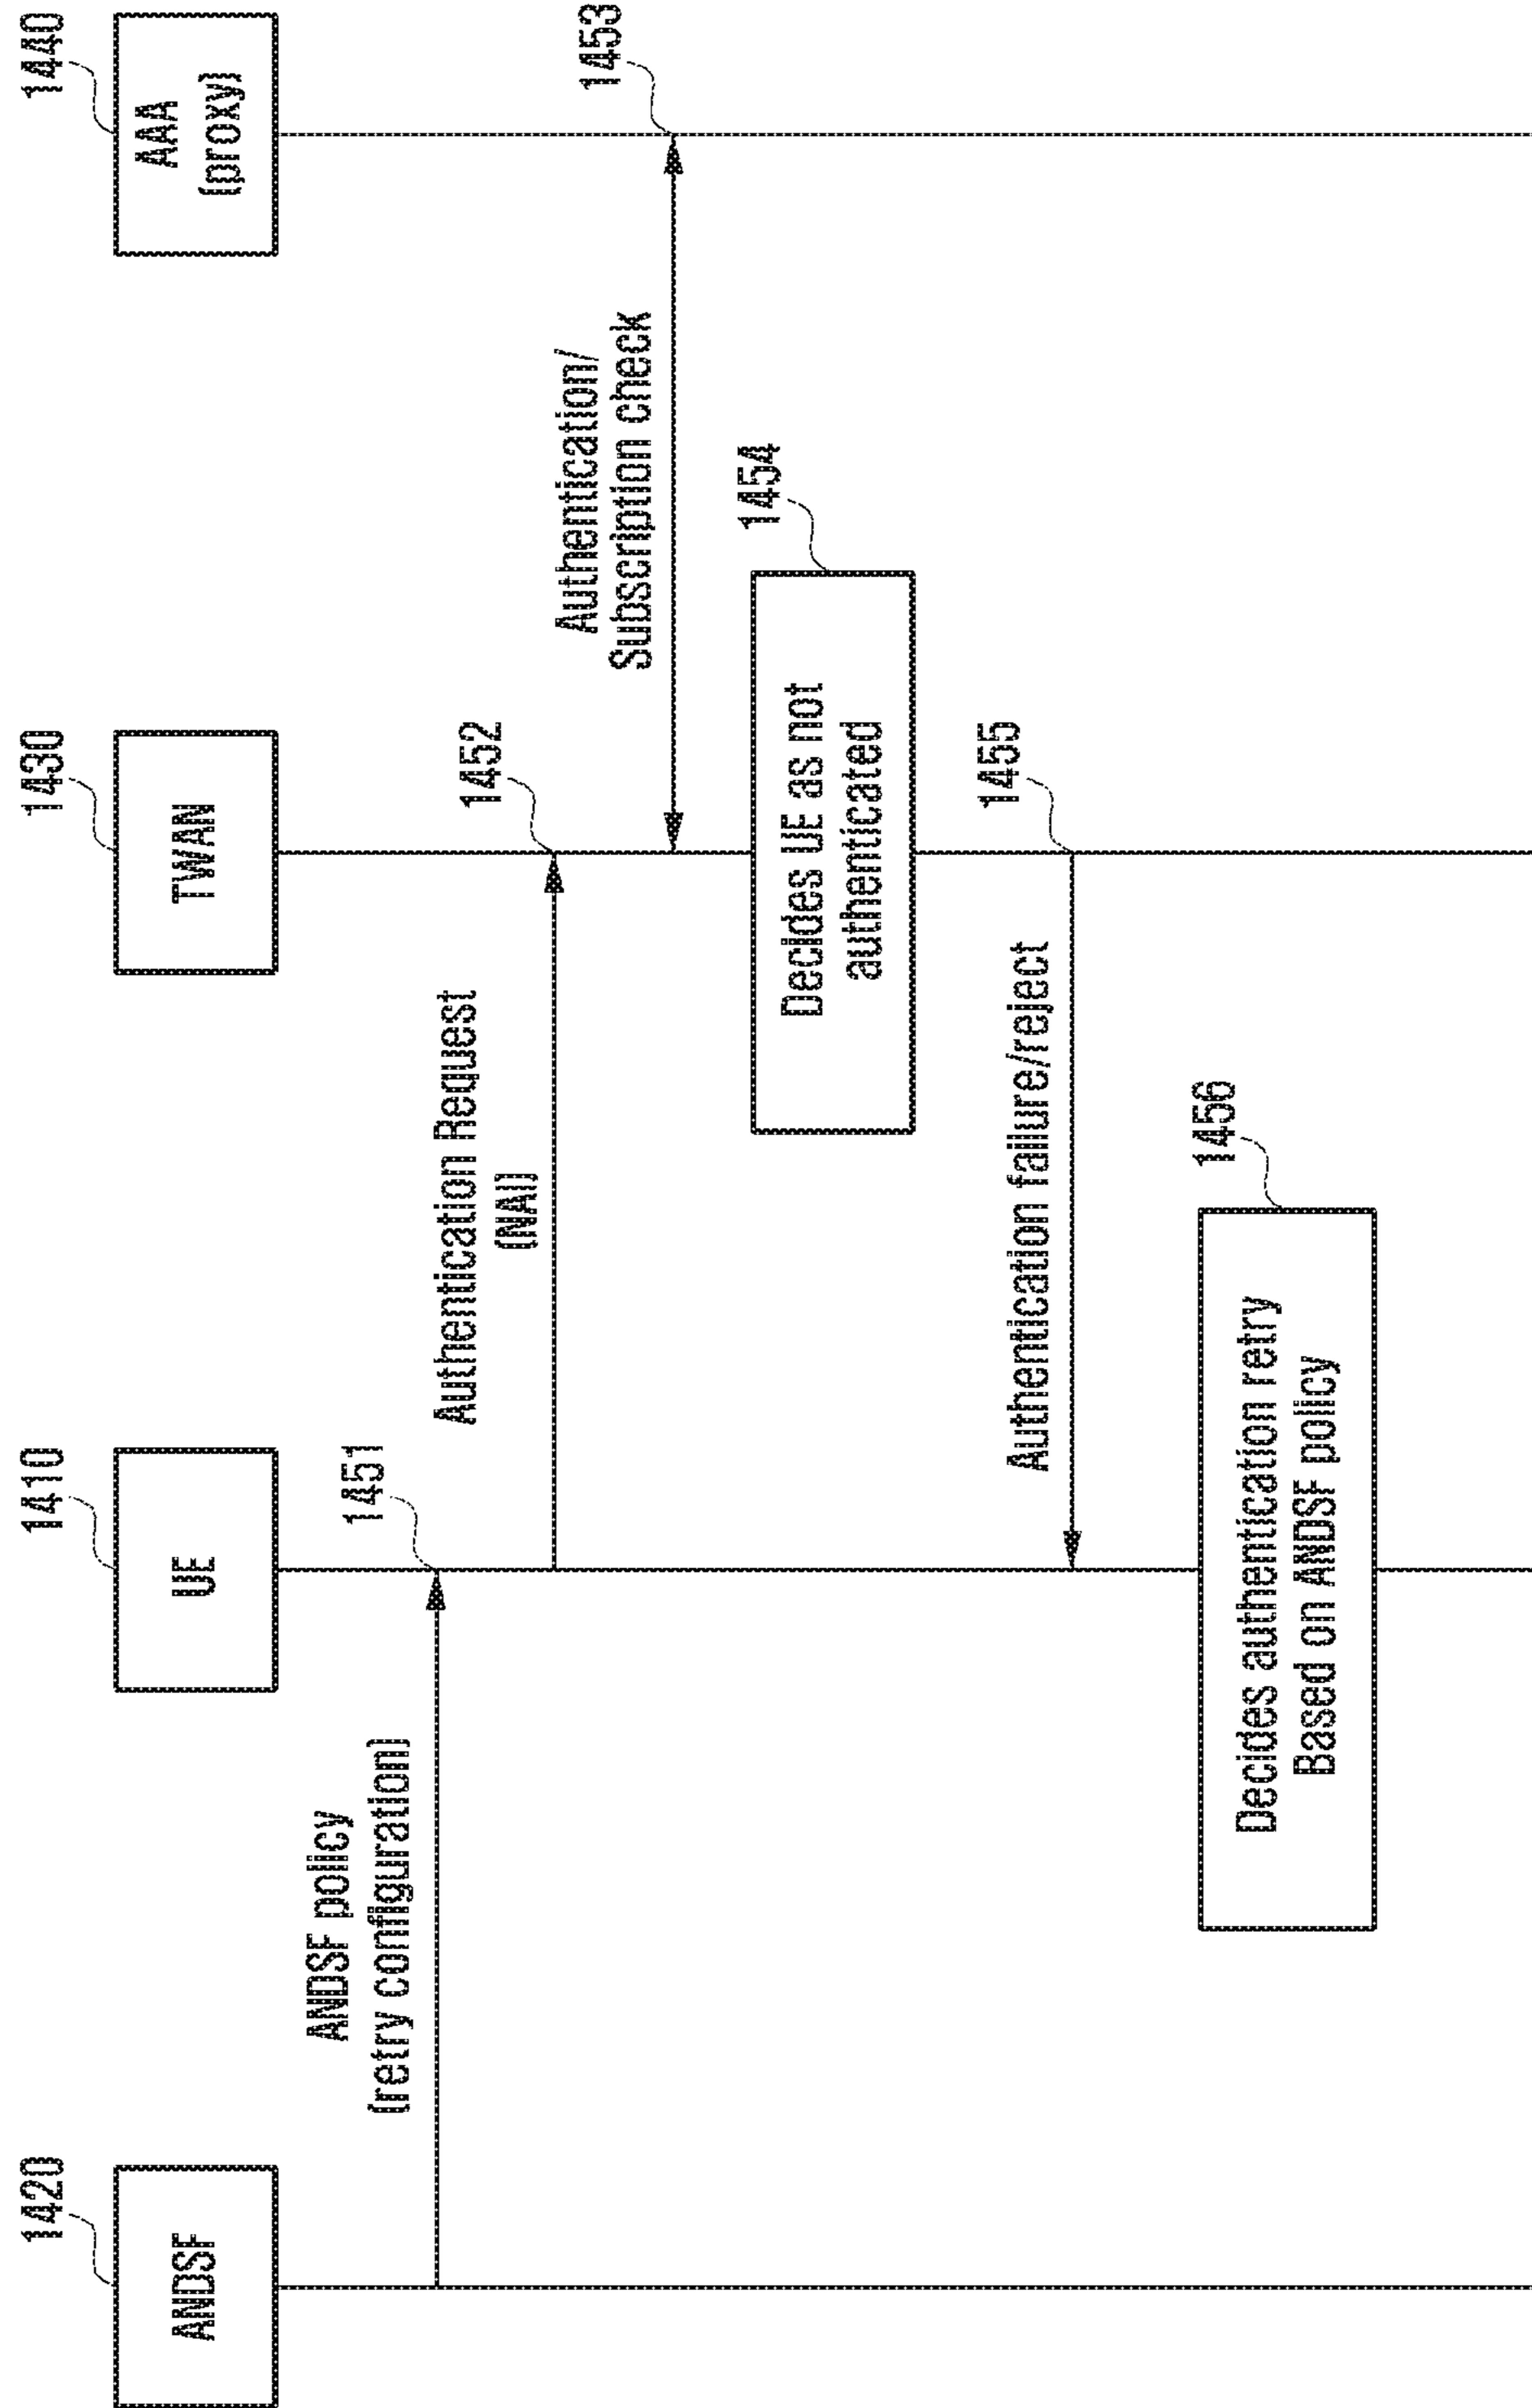 1420
ANDSF
1410
UE
1430
TWAN
1440
AAA
(proxy)
ANDSF policy
(retry configuration)
1451
Authentication Request
(NAI)
1452
Authentication/
Subscription check
1453
Decides UE as not
authenticated
1454
Authentication failure/reject
1455
Decides authentication retry
Based on ANDSF policy
1456